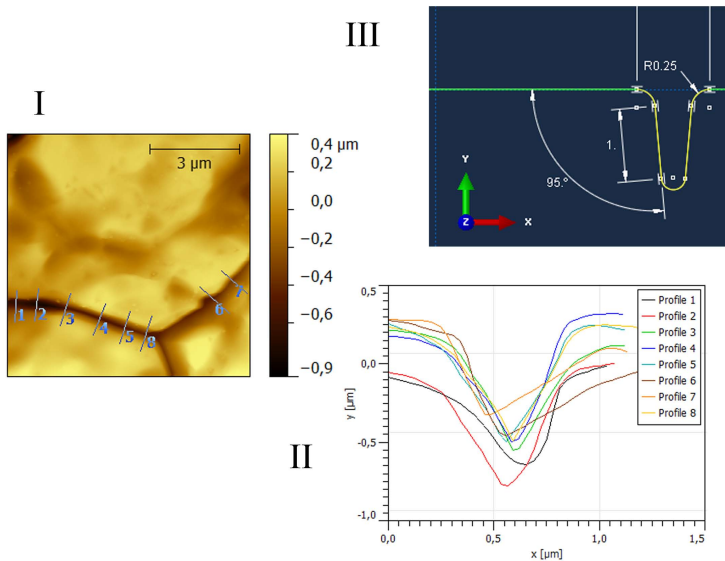 III
R0.25
1.
95.°
Y
Z
X
I
3 µm
0,4 µm
0,2
−0,0
−0,2
−0,4
−0,6
−0,9
1
2
3
4
5
8
6
7
II
0,5
0,0
-0,5
-1,0
y [µm]
0,0
0,5
1,0
1,5
x [µm]
Profile 1
Profile 2
Profile 3
Profile 4
Profile 5
Profile 6
Profile 7
Profile 8